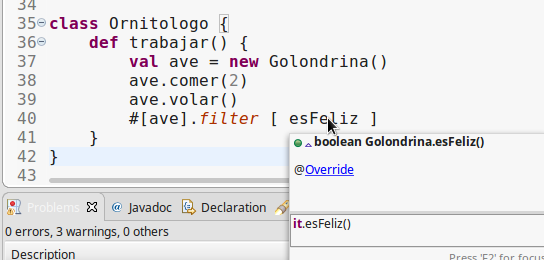 34
35 class Ornitologo {
36 def trabajar() {
37 val ave = new Golondrina()
38 ave.comer(2)
39 ave.volar()
40 #[ave].filter [ esFeliz ]
41 }
42 }
43
boolean Golondrina.esFeliz()
@Override
it.esFeliz()
Press 'F2' for focus
Problems @ Javadoc Declaration
0 errors, 3 warnings, 0 others
Description